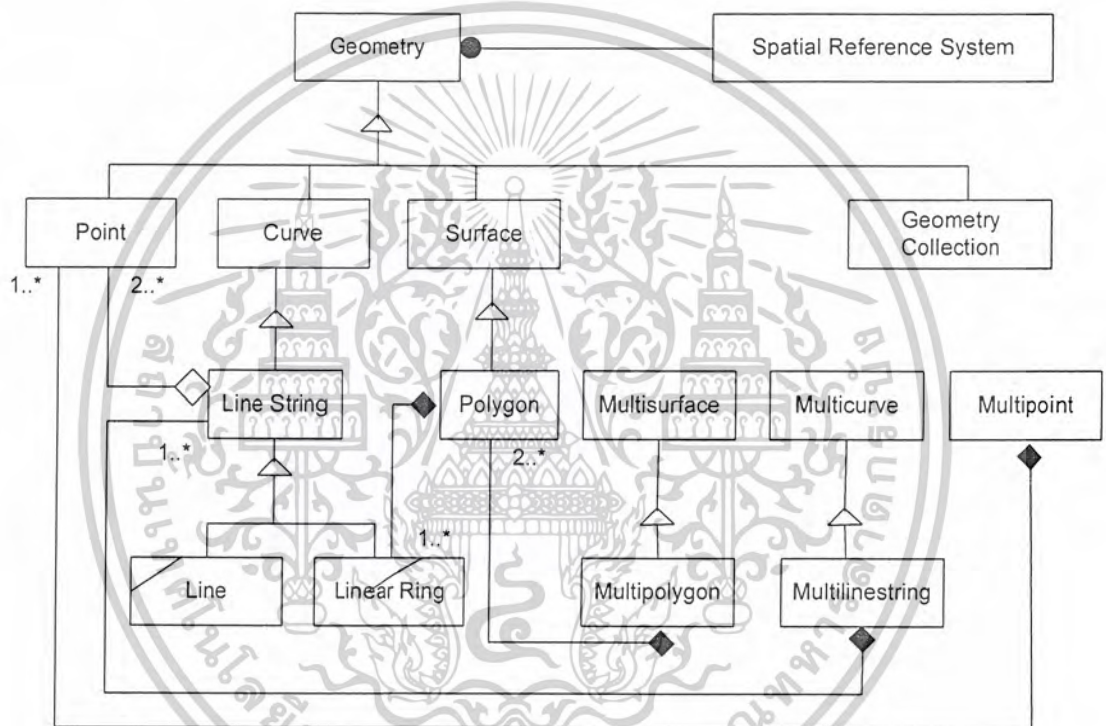 Geometry
Spatial Reference System
Point
Curve
Surface
Geometry
Collection
1..*
2..*
Line String
Polygon
Multisurface
Multicurve
Multipoint
1..*
2..*
1..*
Line
Linear Ring
Multipolygon
Multilinestring